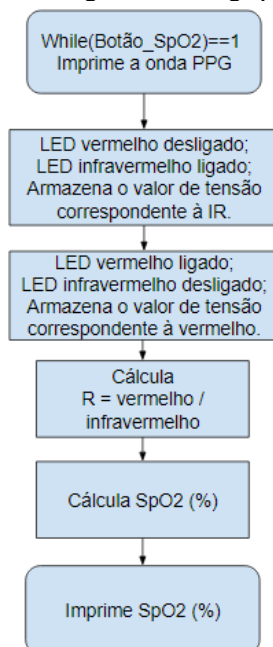 While(Botão_SpO2)==1
Imprime a onda PPG
LED vermelho desligado;
LED infravermelho ligado;
Armazena o valor de tensão
correspondente à IR.
LED vermelho ligado;
LED infravermelho desligado;
Armazena o valor de tensão
correspondente à vermelho.
Cálcula
R = vermelho /
infravermelho
Cálcula SpO2 (%)
Imprime SpO2 (%)